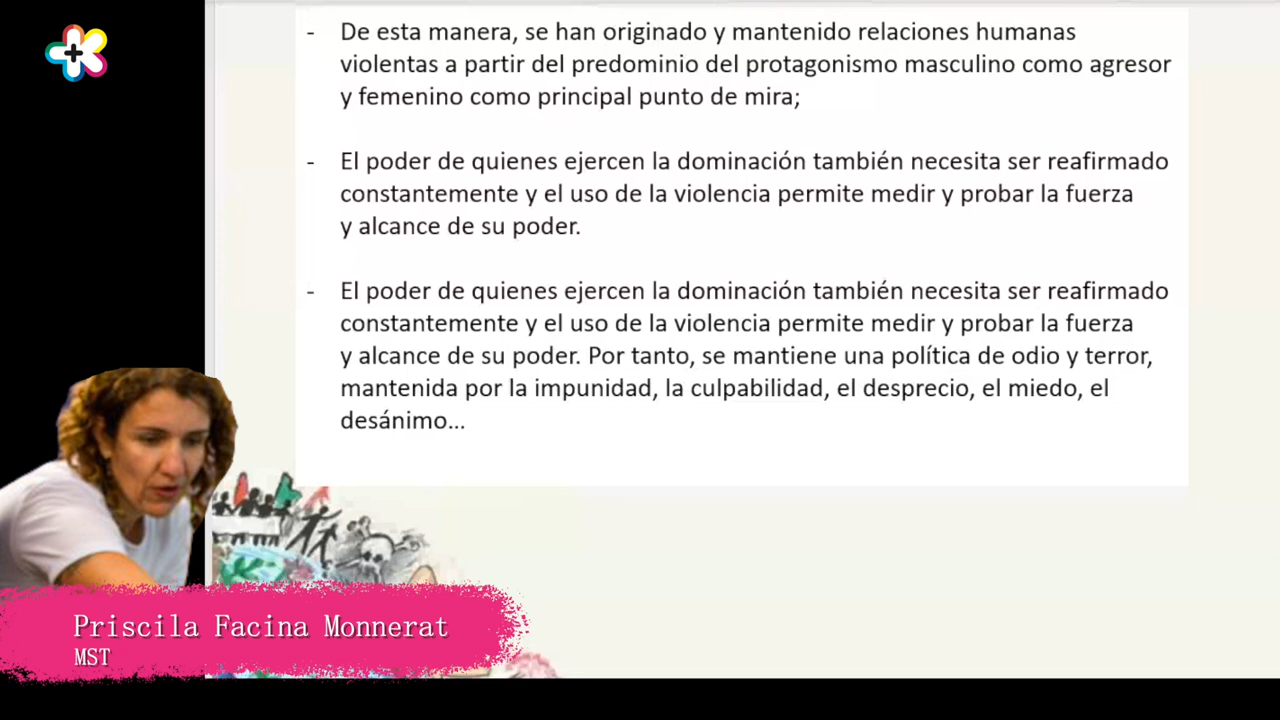 - De esta manera, se han originado y mantenido relaciones humanas
violentas a partir del predominio del protagonismo masculino como agresor
y femenino como principal punto de mira;
- El poder de quienes ejercen la dominación también necesita ser reafirmado
constantemente y el uso de la violencia permite medir y probar la fuerza
y alcance de su poder.
- El poder de quienes ejercen la dominación también necesita ser reafirmado
constantemente y el uso de la violencia permite medir y probar la fuerza
y alcance de su poder. Por tanto, se mantiene una política de odio y terror,
mantenida por la impunidad, la culpabilidad, el desprecio, el miedo, el
desánimo...
Priscila Facina Monnerat
MST